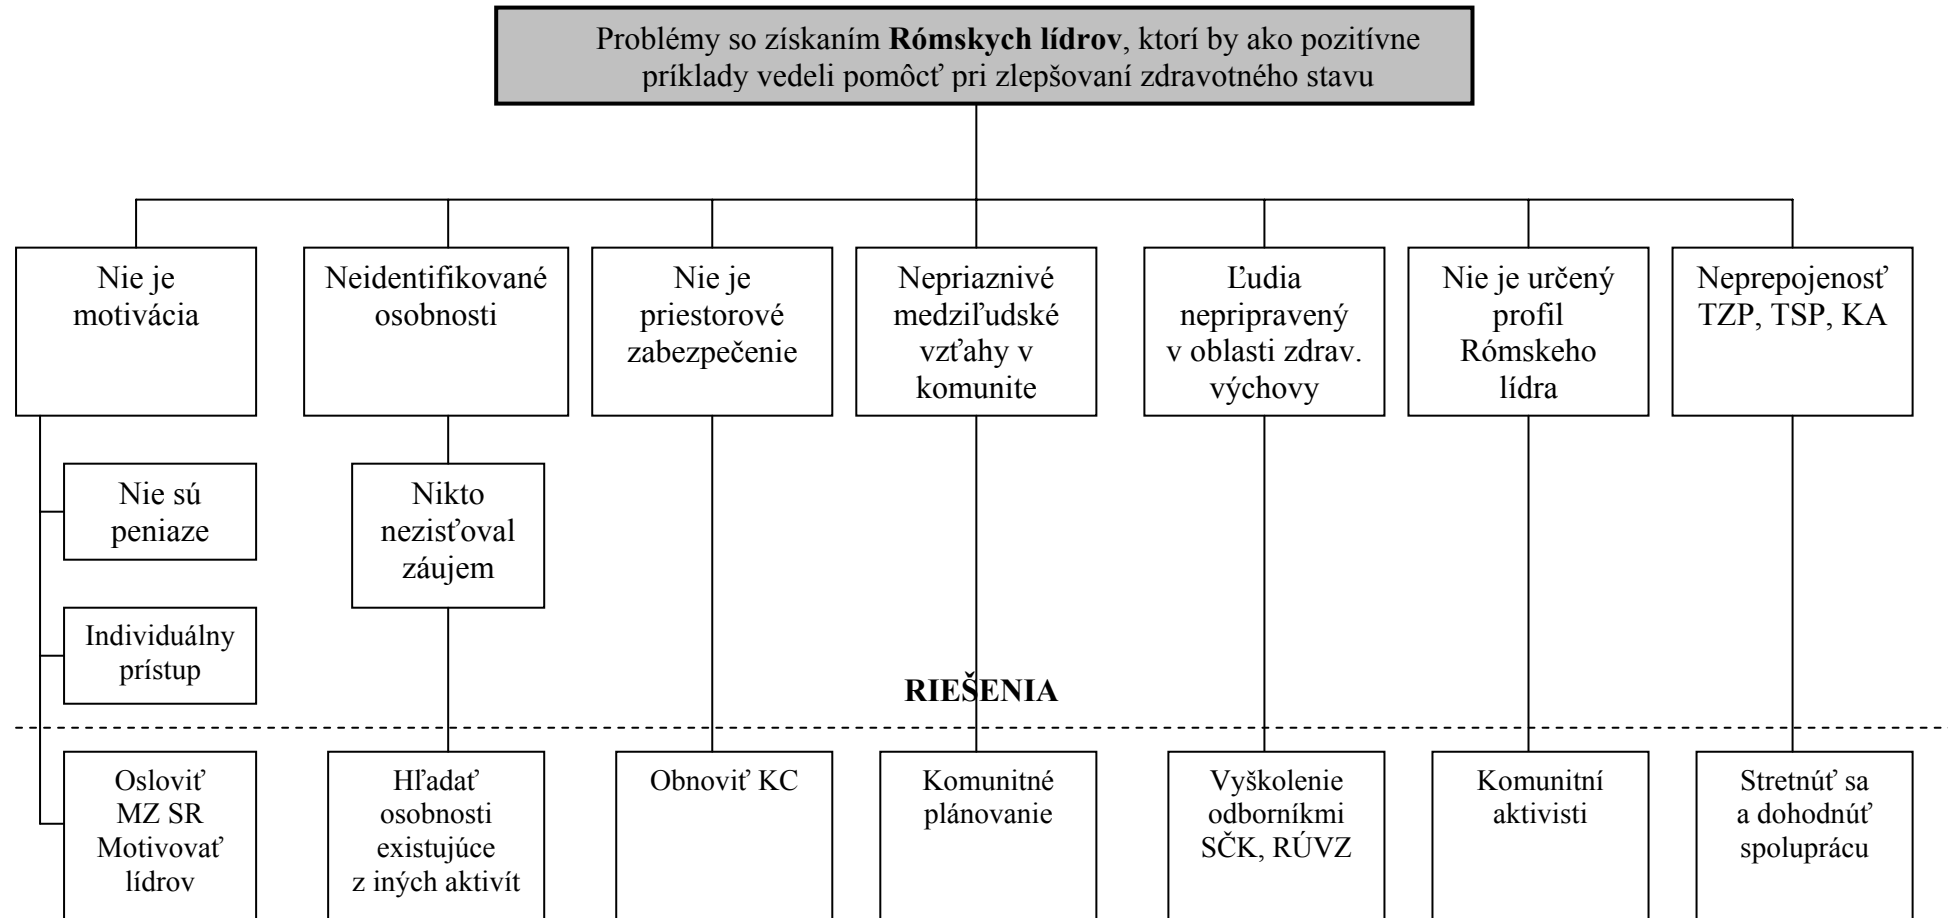 Problémy so získaním Rómskych lídrov, ktorí by ako pozitívne
príklady vedeli pomôcť pri zlepšovaní zdravotného stavu
Nie je
motivácia
Neidentifikované
osobnosti
Nie je
priestorové
zabezpečenie
Nepriaznivé
medziľudské
vzťahy v
komunite
Ľudia
nepripravený
v oblasti zdrav.
výchovy
Nie je určený
profil
Rómskeho
lídra
Neprepojenosť
TZP, TSP, KA
Nie sú
peniaze
Nikto
nezisťoval
záujem
Individuálny
prístup
RIEŠENIA
Osloviť
MZ SR
Motivovať
lídrov
Hľadať
osobnosti
existujúce
z iných aktivít
Obnoviť KC
Komunitné
plánovanie
Vyškolenie
odborníkmi
SČK, RÚVZ
Komunitní
aktivisti
Stretnúť sa
a dohodnúť
spoluprácu